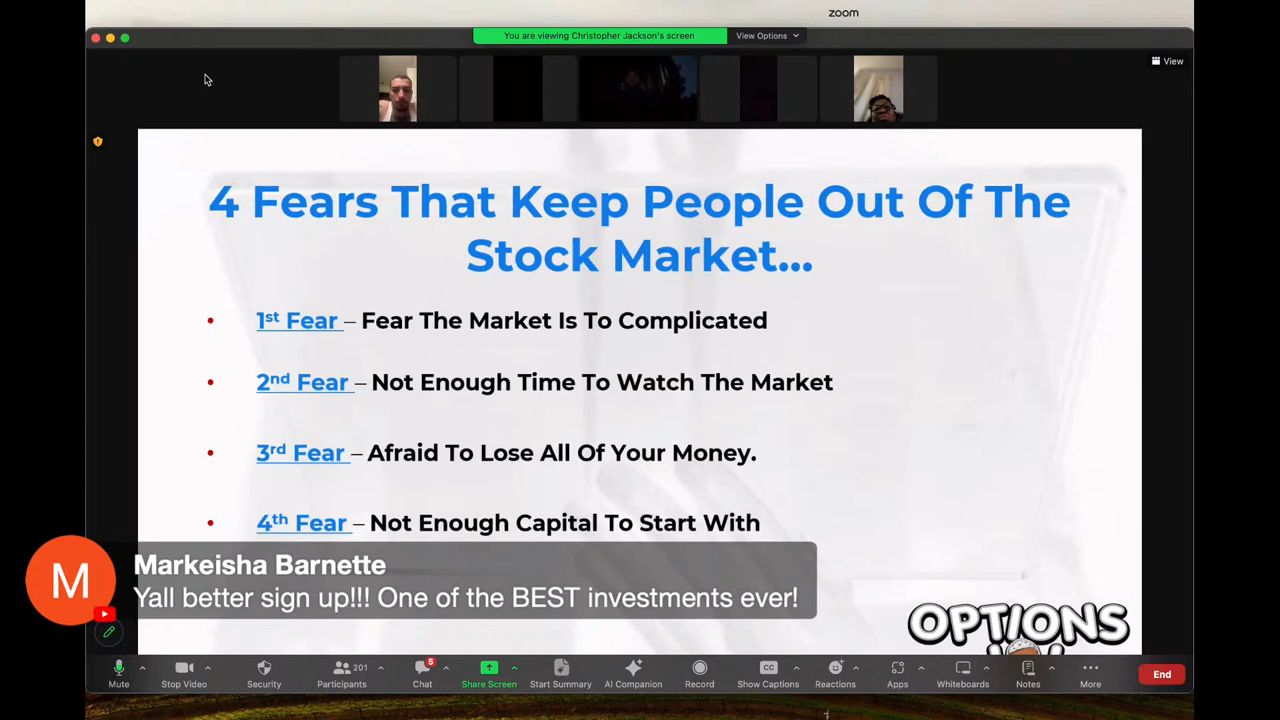 zoom
You are viewing Christopher Jackson's screen
View Options
View
4 Fears That Keep People Out Of The
Stock Market...
1st Fear – Fear The Market Is To Complicated
2nd Fear – Not Enough Time To Watch The Market
3rd Fear – Afraid To Lose All Of Your Money.
4th Fear – Not Enough Capital To Start With
M
Markeisha Barnette
Yall better sign up!!! One of the BEST investments ever!
OPTIONS
Mute
Stop Video
Security
Participants
201
Chat
5
Share Screen
Start Summary
AI Companion
Record
CC
Show Captions
Reactions
Apps
Whiteboards
Notes
More
End